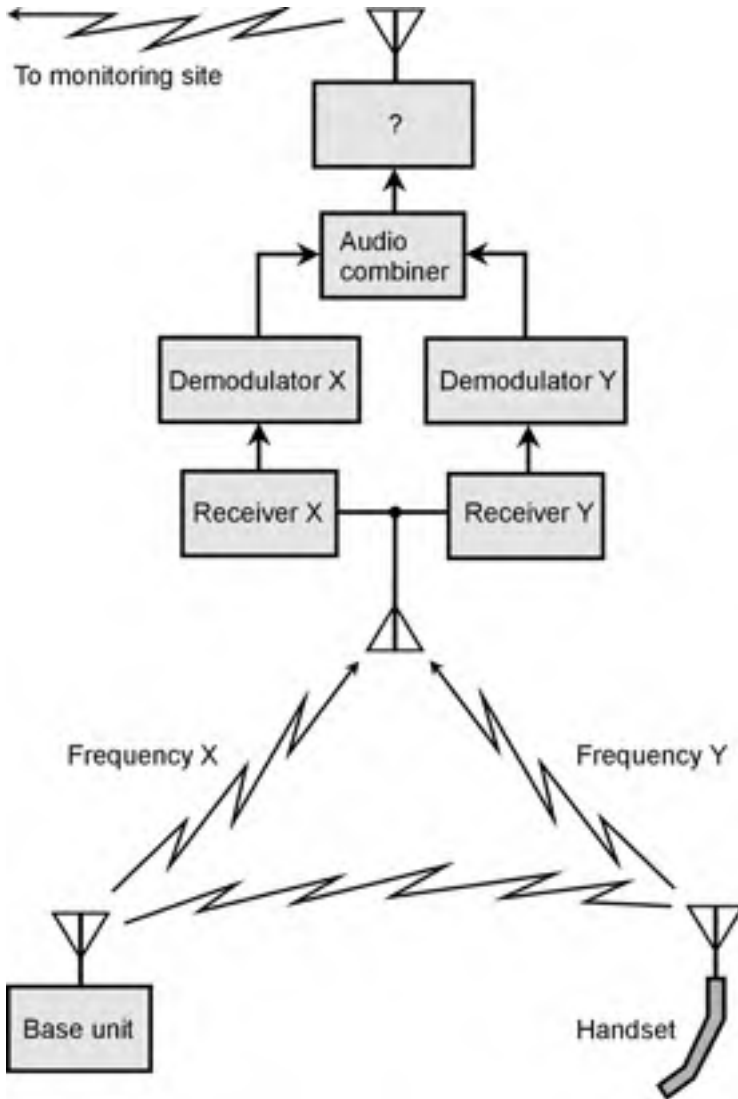 To monitoring site
?
Audio
combiner
Demodulator X
Demodulator Y
Receiver X
Receiver Y
Frequency X
Frequency Y
Base unit
Handset